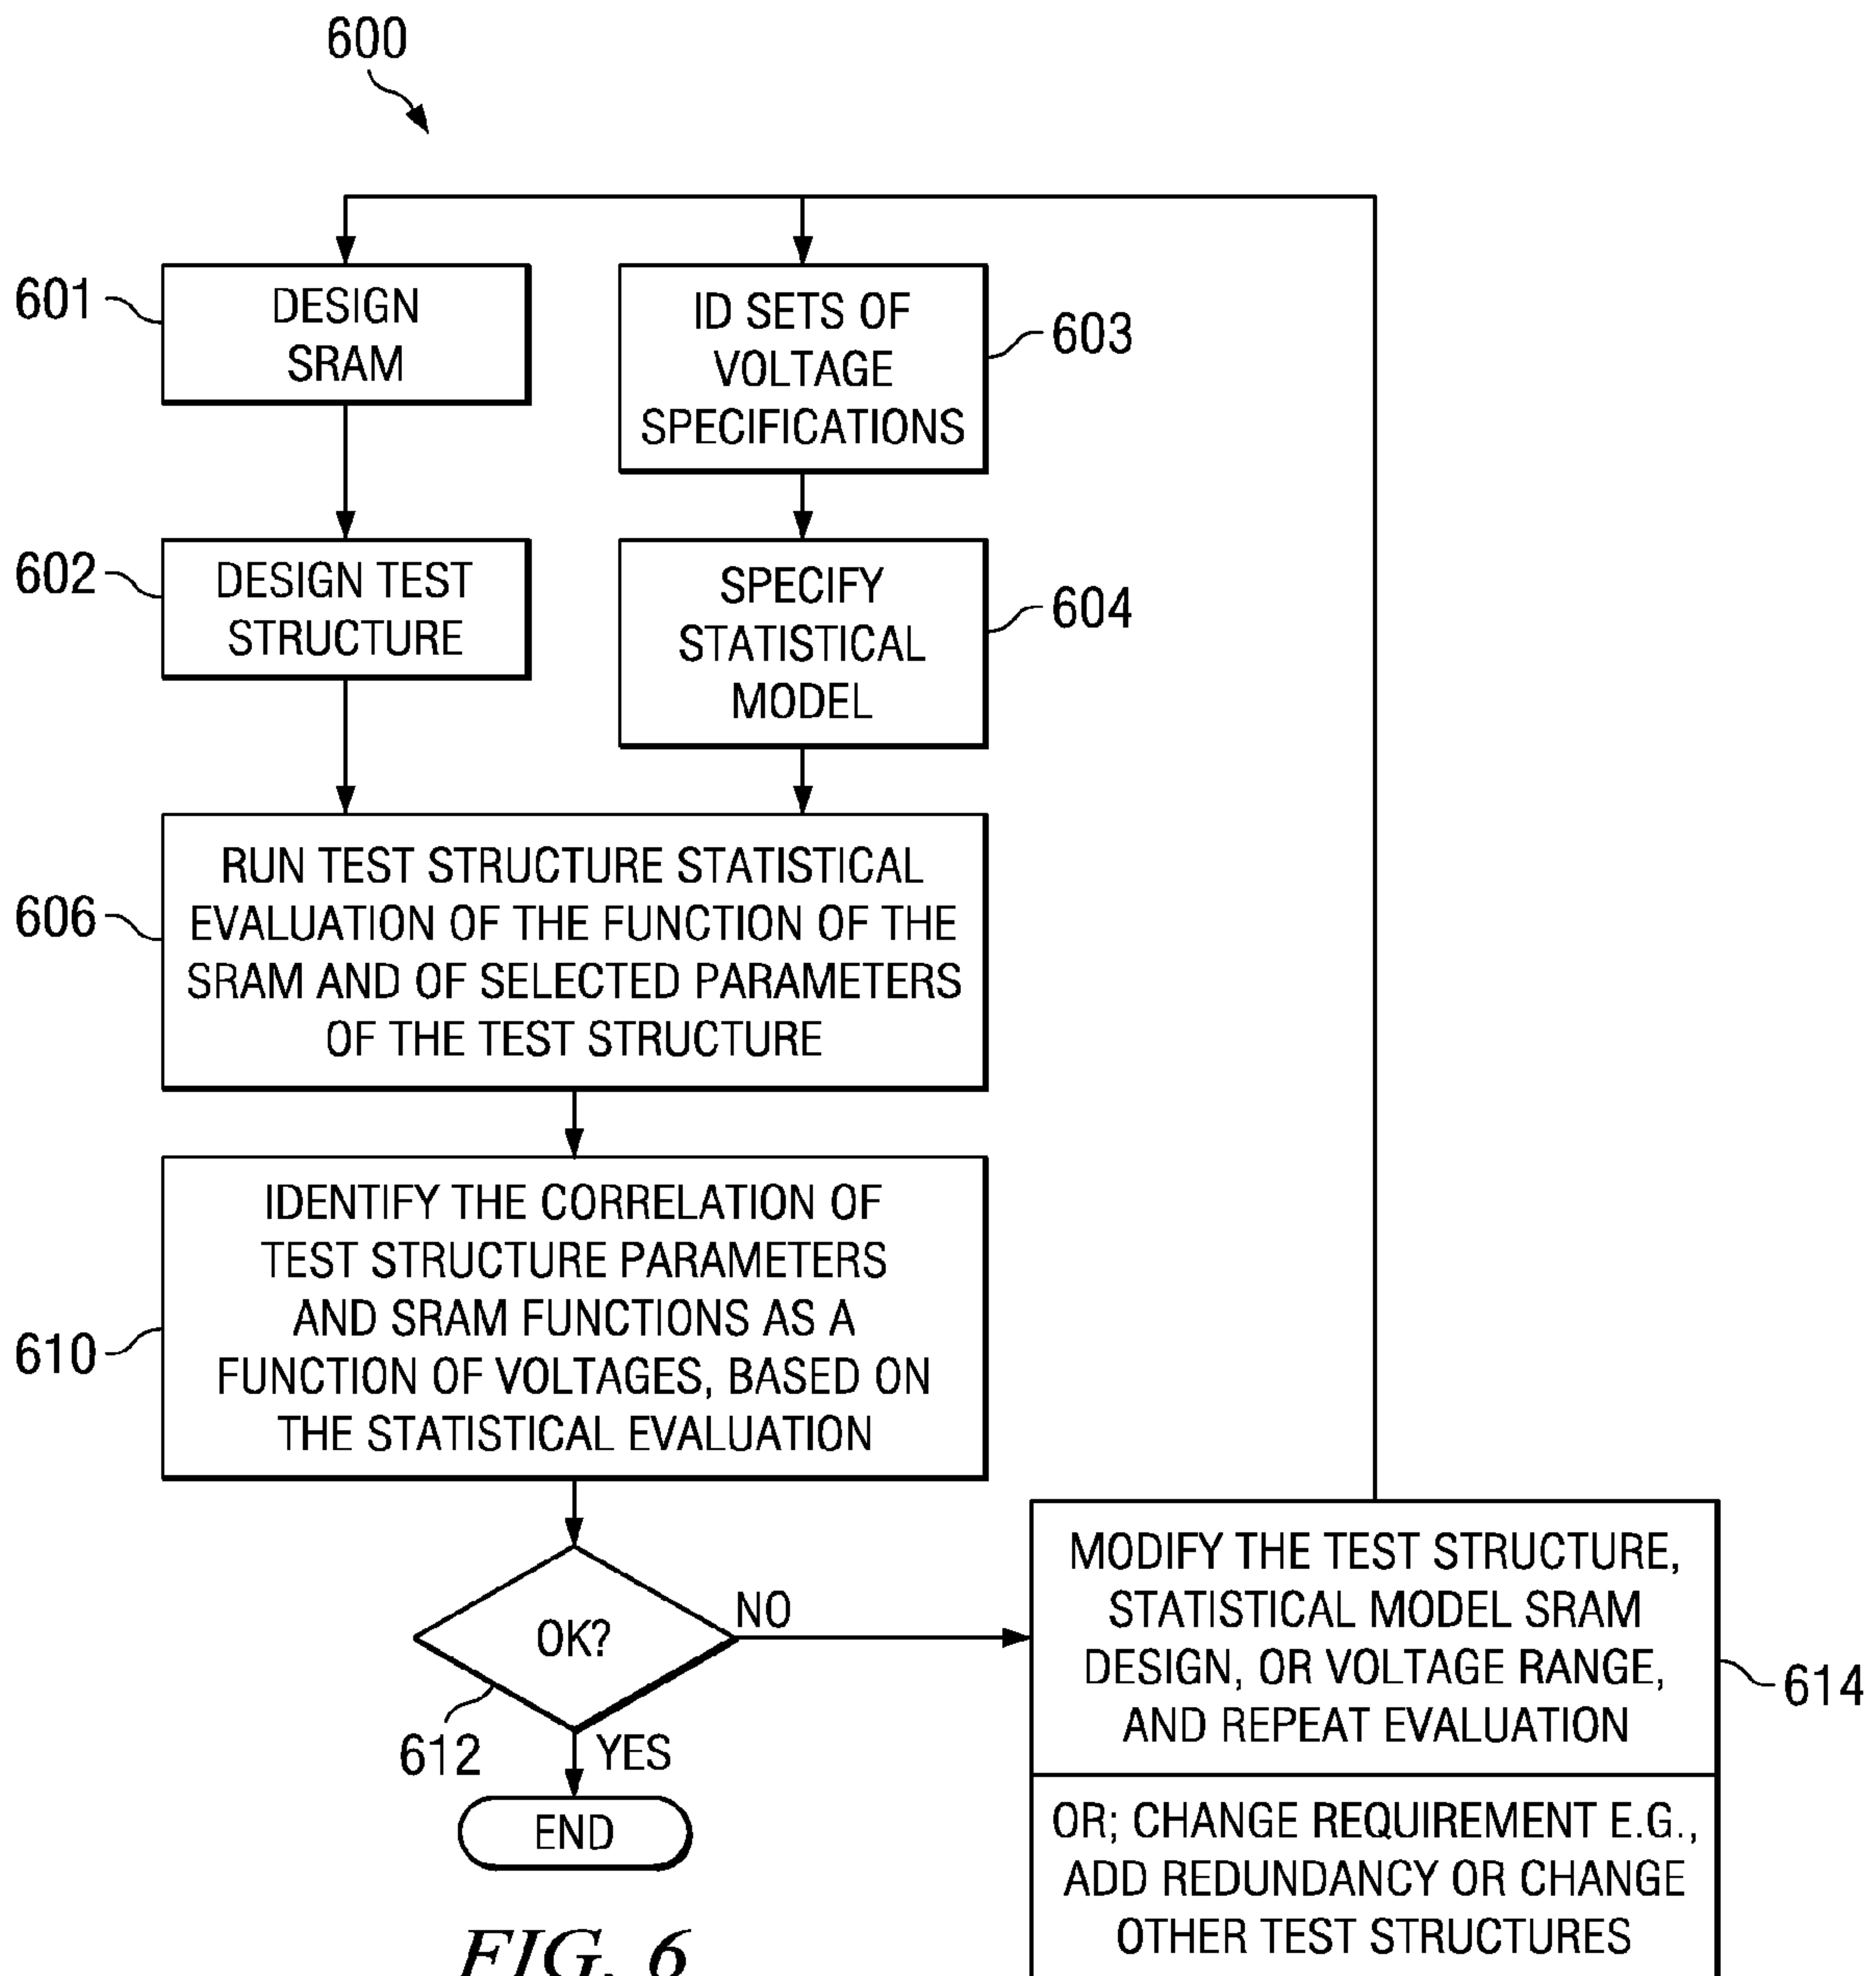 600
601
DESIGN
SRAM
ID SETS OF
VOLTAGE
SPECIFICATIONS
603
602
DESIGN TEST
STRUCTURE
SPECIFY
STATISTICAL
MODEL
604
606
RUN TEST STRUCTURE STATISTICAL
EVALUATION OF THE FUNCTION OF THE
SRAM AND OF SELECTED PARAMETERS
OF THE TEST STRUCTURE
610
IDENTIFY THE CORRELATION OF
TEST STRUCTURE PARAMETERS
AND SRAM FUNCTIONS AS A
FUNCTION OF VOLTAGES, BASED ON
THE STATISTICAL EVALUATION
OK?
NO
612
YES
END
MODIFY THE TEST STRUCTURE,
STATISTICAL MODEL SRAM
DESIGN, OR VOLTAGE RANGE,
AND REPEAT EVALUATION
614
OR; CHANGE REQUIREMENT E.G.,
ADD REDUNDANCY OR CHANGE
OTHER TEST STRUCTURES
FIG. 6